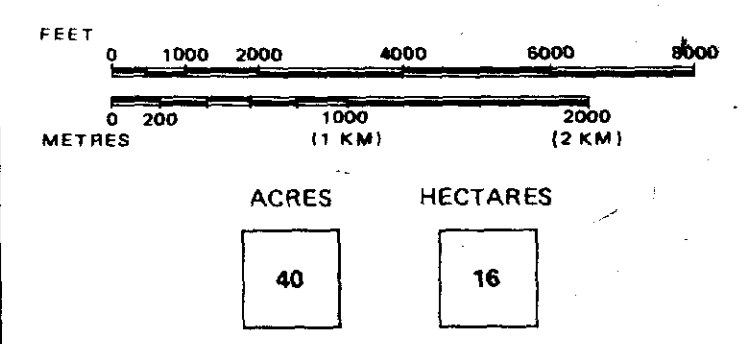 FEET
0 1000 2000 4000 6000 8000
0 200 1000 2000
METRES (1 KM) (2 KM)
ACRES HECTARES
40 16